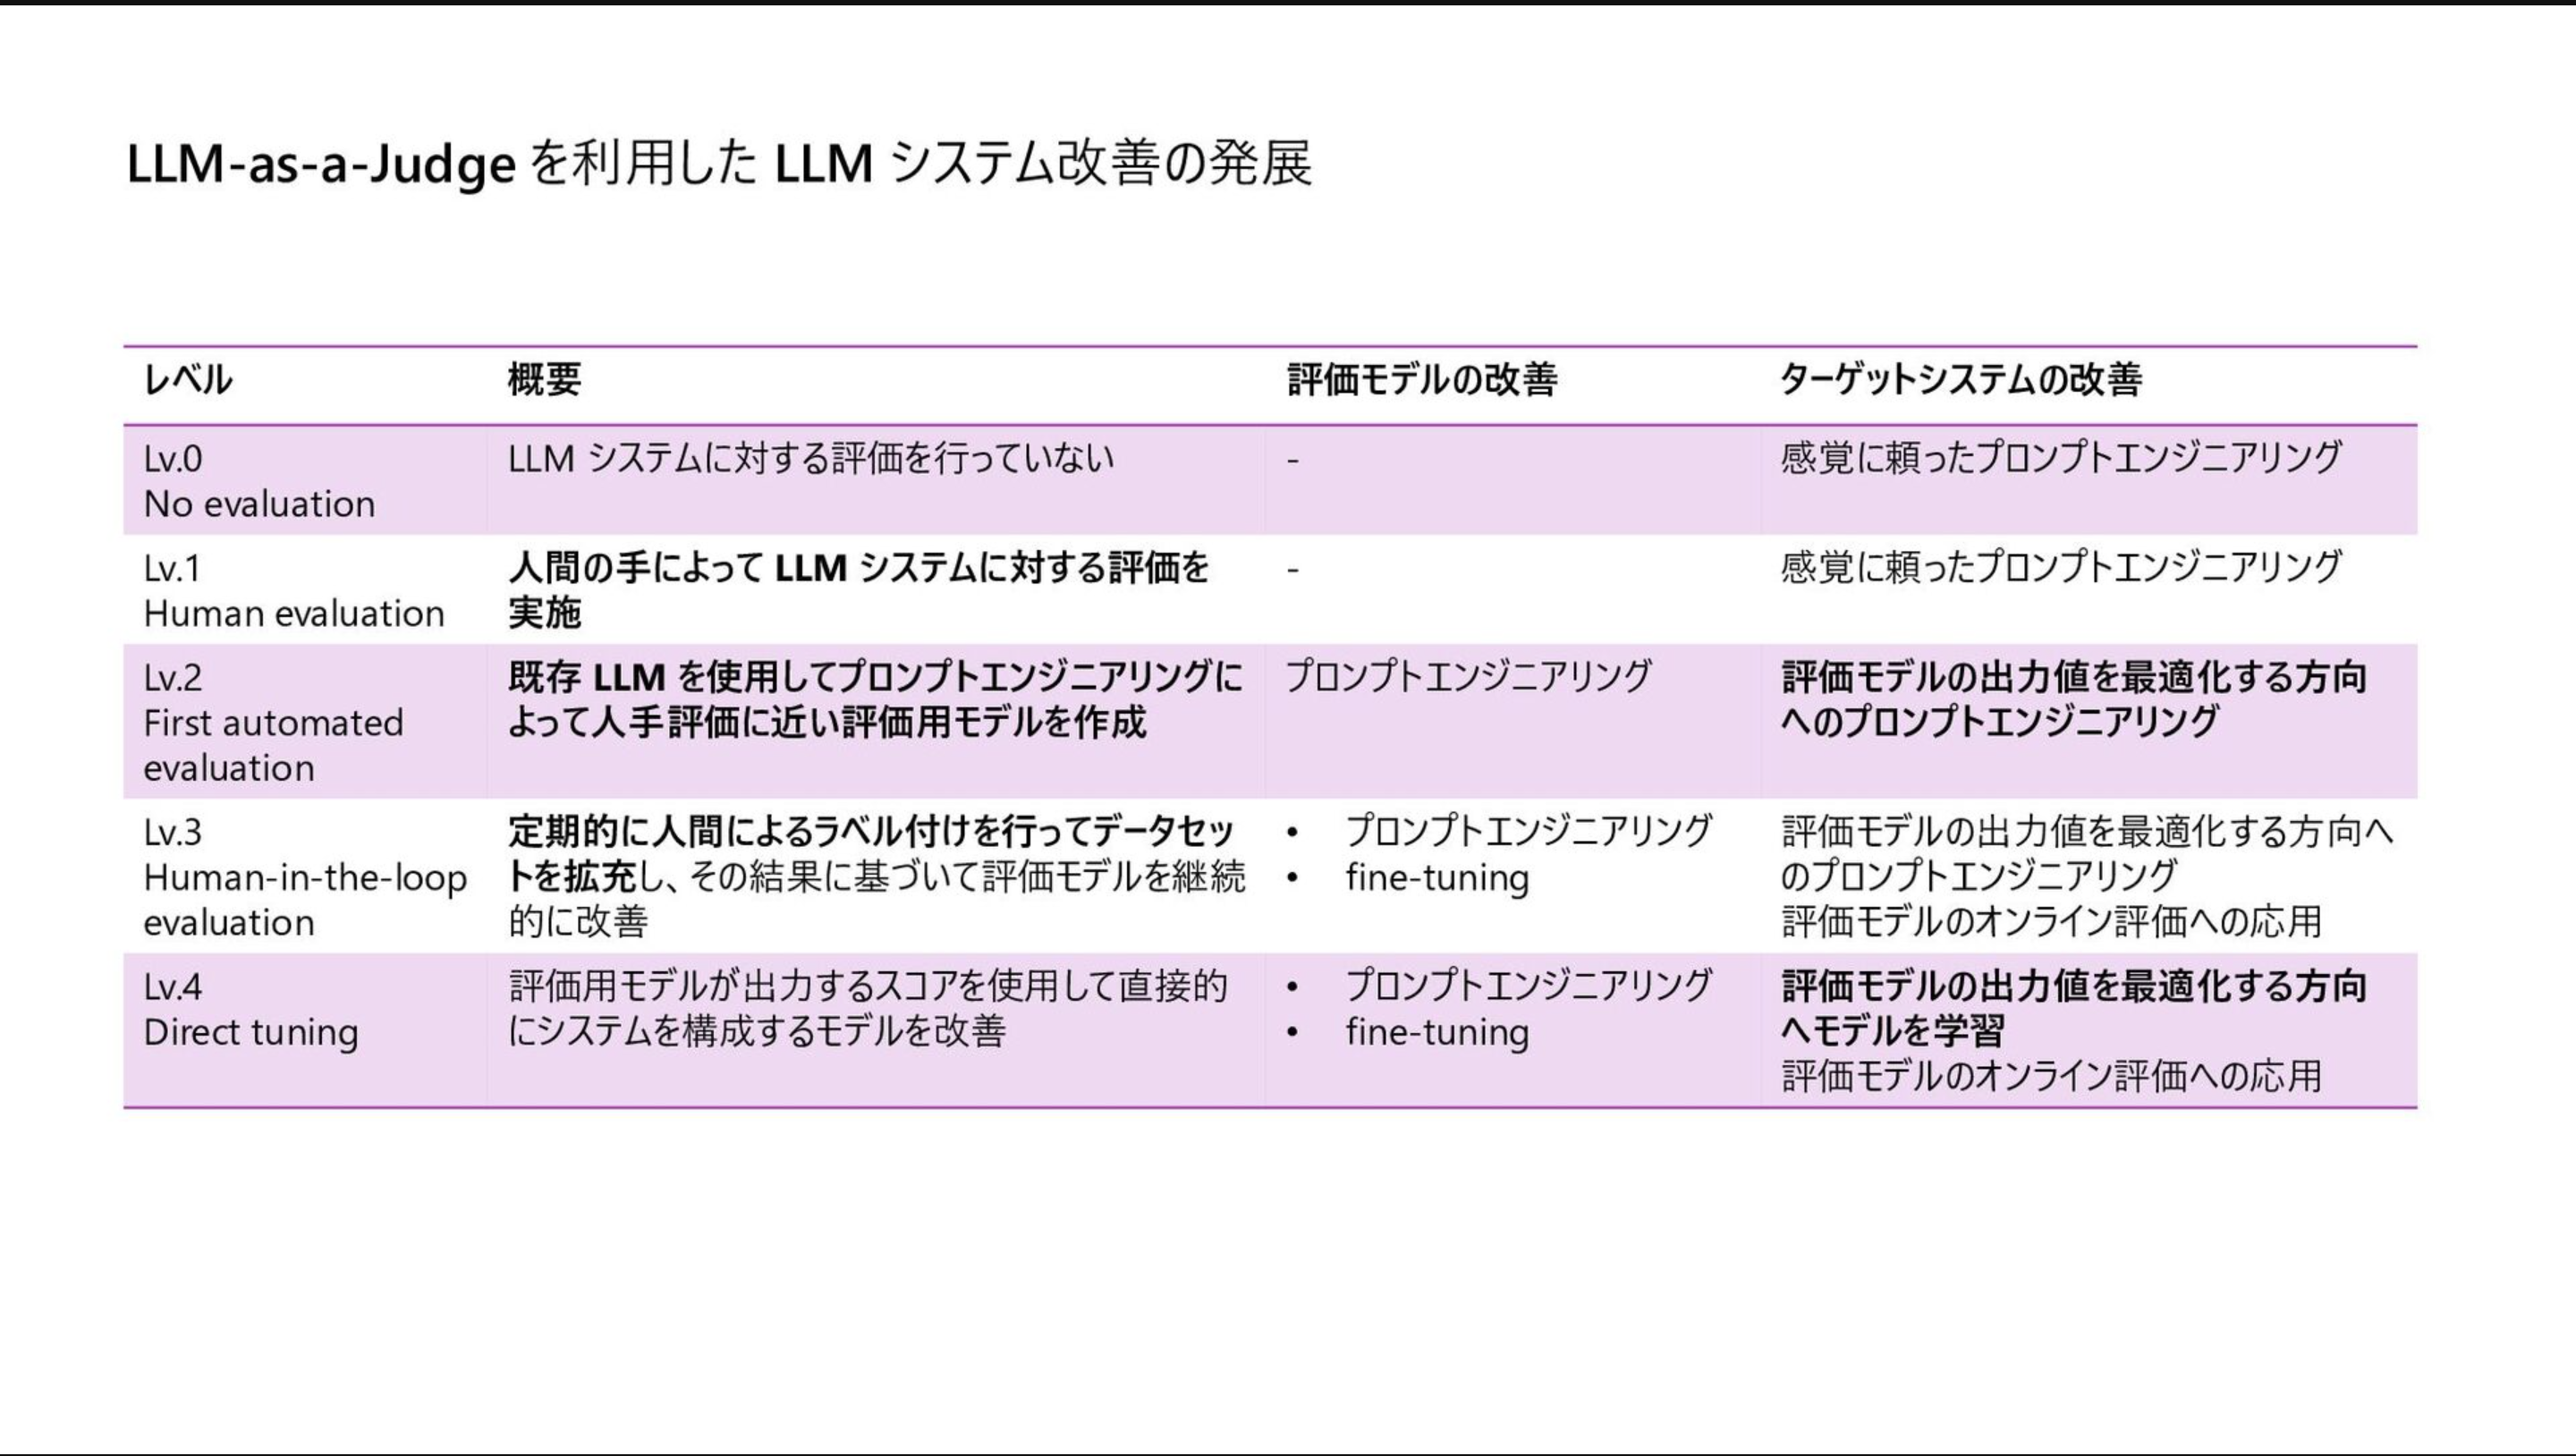 LLM-as-a-Judge を利用した LLM システム改善の発展
レベル
概要
評価モデルの改善
ターゲットシステムの改善
Lv.0
No evaluation
LLM システムに対する評価を行っていない
-
感覚に頼ったプロンプトエンジニアリング
Lv.1
Human evaluation
人間の手によって LLM システムに対する評価を
実施
-
感覚に頼ったプロンプトエンジニアリング
Lv.2
First automated
evaluation
既存 LLM を使用してプロンプトエンジニアリングに
よって人手評価に近い評価用モデルを作成
プロンプトエンジニアリング
評価モデルの出力値を最適化する方向
へのプロンプトエンジニアリング
Lv.3
Human-in-the-loop
evaluation
定期的に人間によるラベル付けを行ってデータセッ
トを拡充し、その結果に基づいて評価モデルを継続
的に改善
• プロンプトエンジニアリング
• fine-tuning
評価モデルの出力値を最適化する方向へ
のプロンプトエンジニアリング
評価モデルのオンライン評価への応用
Lv.4
Direct tuning
評価用モデルが出力するスコアを使用して直接的
にシステムを構成するモデルを改善
• プロンプトエンジニアリング
• fine-tuning
評価モデルの出力値を最適化する方向
へモデルを学習
評価モデルのオンライン評価への応用